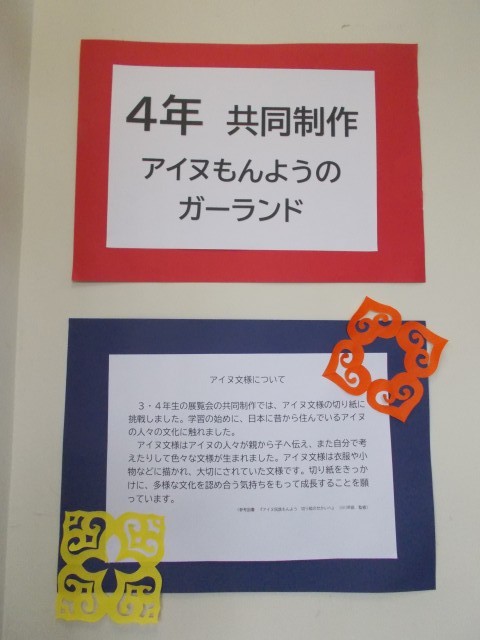 4年 共同制作
アイヌもんようの
ガーランド
アイヌ文様について
３・４年生の展覧会の共同制作では、アイヌ文様の切り紙に
挑戦しました。学習の始めに、日本に昔から住んでいるアイヌ
の人々の文化に触れました。
アイヌ文様はアイヌの人々が親から子へ伝え、また自分で考
えたりして色々な文様が生まれました。アイヌ文様は衣服や小
物などに描かれ、大切にされていた文様です。切り紙をきっか
けに、多様な文化を認め合う気持ちをもって成長することを願
っています。